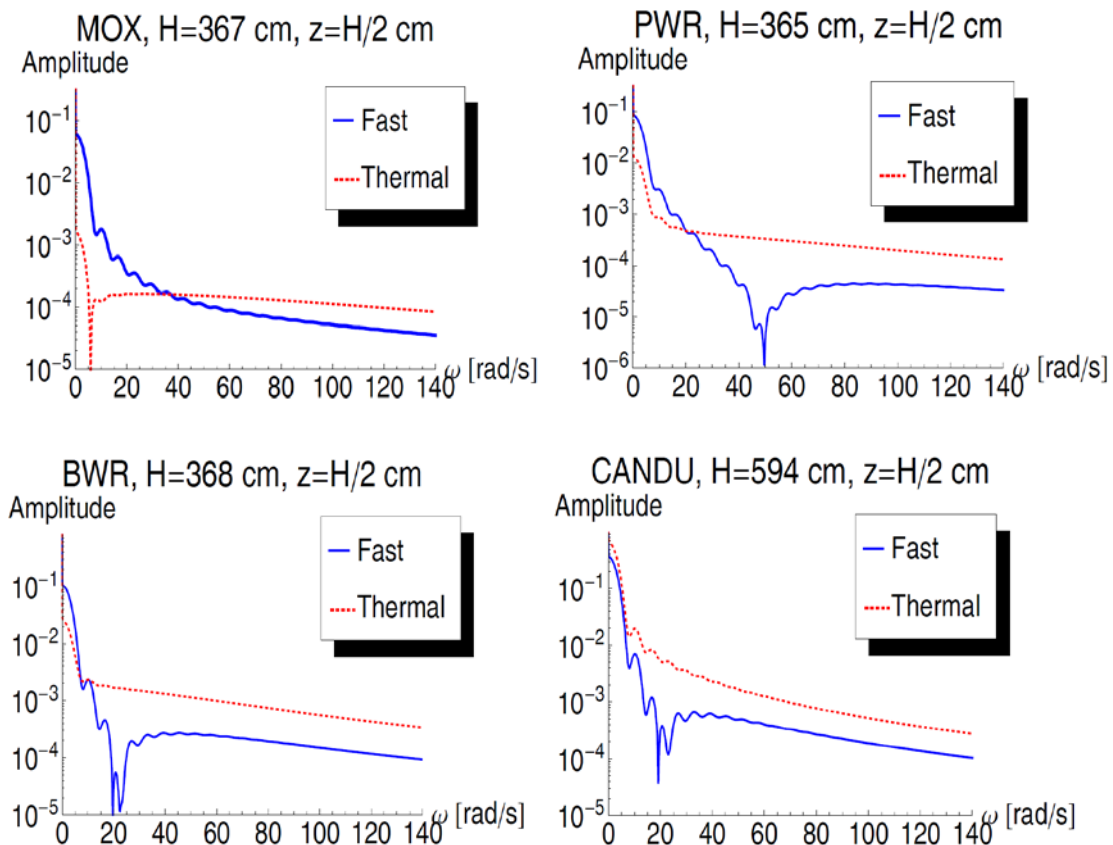 MOX, H=367 cm, z=H/2 cm
Amplitude
Fast
Thermal
10⁻¹
10⁻²
10⁻³
10⁻⁴
10⁻⁵
0 20 40 60 80 100 120 140 ω [rad/s]
PWR, H=365 cm, z=H/2 cm
Amplitude
Fast
Thermal
10⁻¹
10⁻²
10⁻³
10⁻⁴
10⁻⁵
10⁻⁶
0 20 40 60 80 100 120 140 ω [rad/s]
BWR, H=368 cm, z=H/2 cm
Amplitude
Fast
Thermal
10⁻¹
10⁻²
10⁻³
10⁻⁴
10⁻⁵
0 20 40 60 80 100 120 140 ω [rad/s]
CANDU, H=594 cm, z=H/2 cm
Amplitude
Fast
Thermal
10⁻¹
10⁻²
10⁻³
10⁻⁴
10⁻⁵
0 20 40 60 80 100 120 140 ω [rad/s]